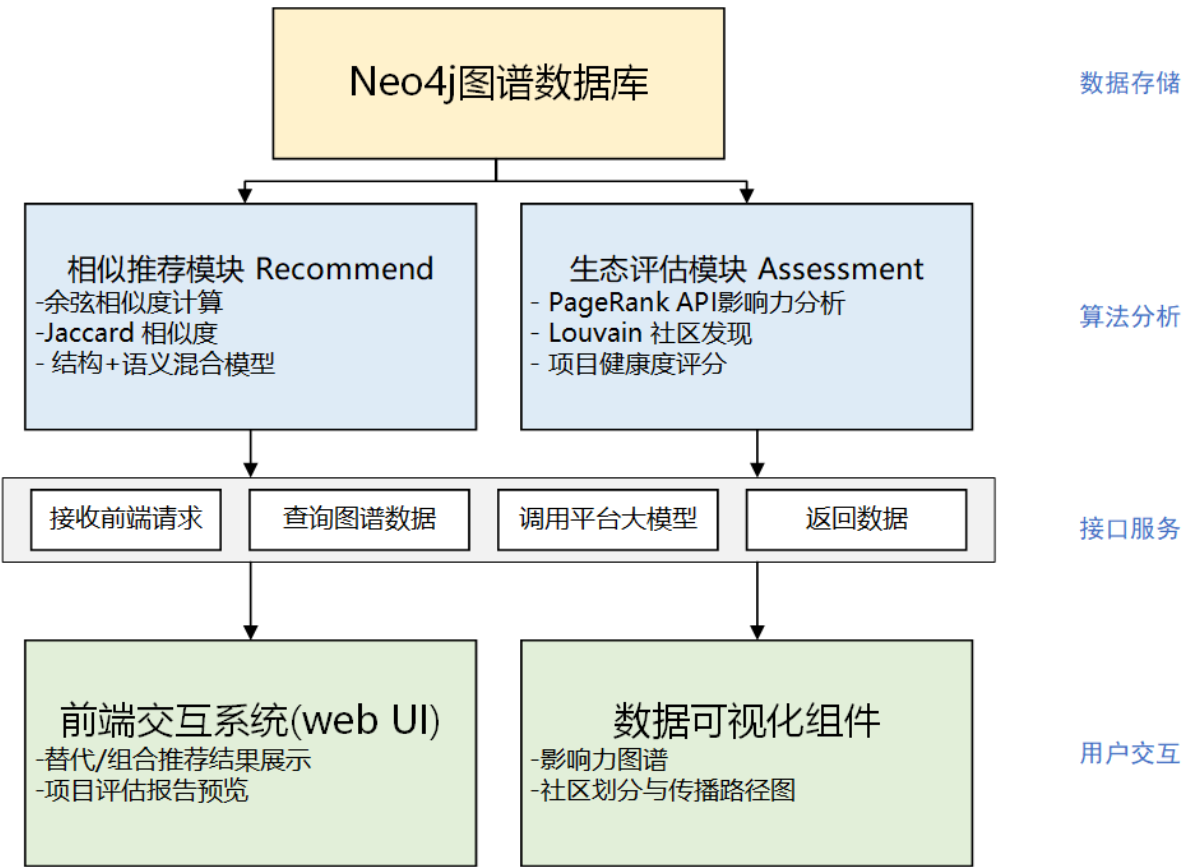 Neo4j图谱数据库
数据存储
相似推荐模块 Recommend
-余弦相似度计算
-Jaccard 相似度
- 结构+语义混合模型
生态评估模块 Assessment
- PageRank API影响力分析
- Louvain 社区发现
- 项目健康度评分
算法分析
接收前端请求
查询图谱数据
调用平台大模型
返回数据
接口服务
前端交互系统(web UI)
-替代/组合推荐结果展示
-项目评估报告预览
数据可视化组件
-影响力图谱
-社区划分与传播路径图
用户交互